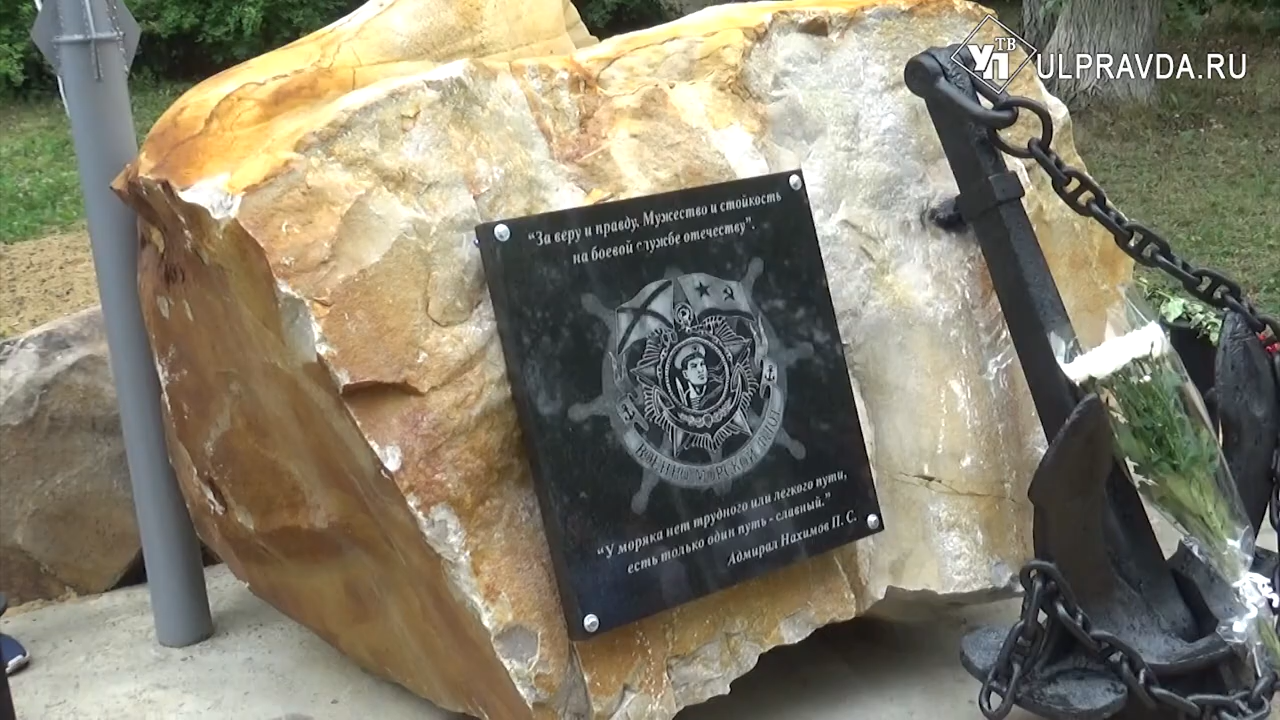 УП ТВ ULPRAVDA.RU
“За веру и правду. Мужество и стойкость
на боевой службе отечеству”.
ВОЕННО МОРСКОЙ ФЛОТ
“У моряка нет трудного или легкого пути,
есть только один путь - славный.”
Адмирал Нахимов П. С.